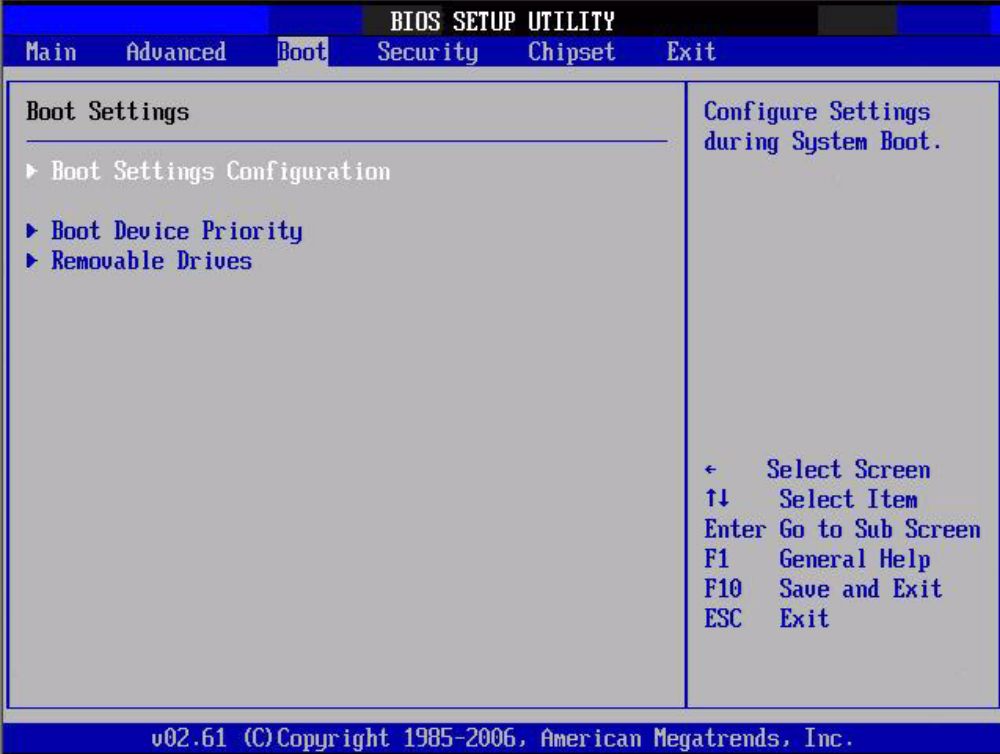 BIOS SETUP UTILITY
Main Advanced Boot Security Chipset Exit
Boot Settings
▶ Boot Settings Configuration
▶ Boot Device Priority
▶ Removable Drives
Configure Settings
during System Boot.
← Select Screen
↑↓ Select Item
Enter Go to Sub Screen
F1 General Help
F10 Save and Exit
ESC Exit
v02.61 (C)Copyright 1985-2006, American Megatrends, Inc.